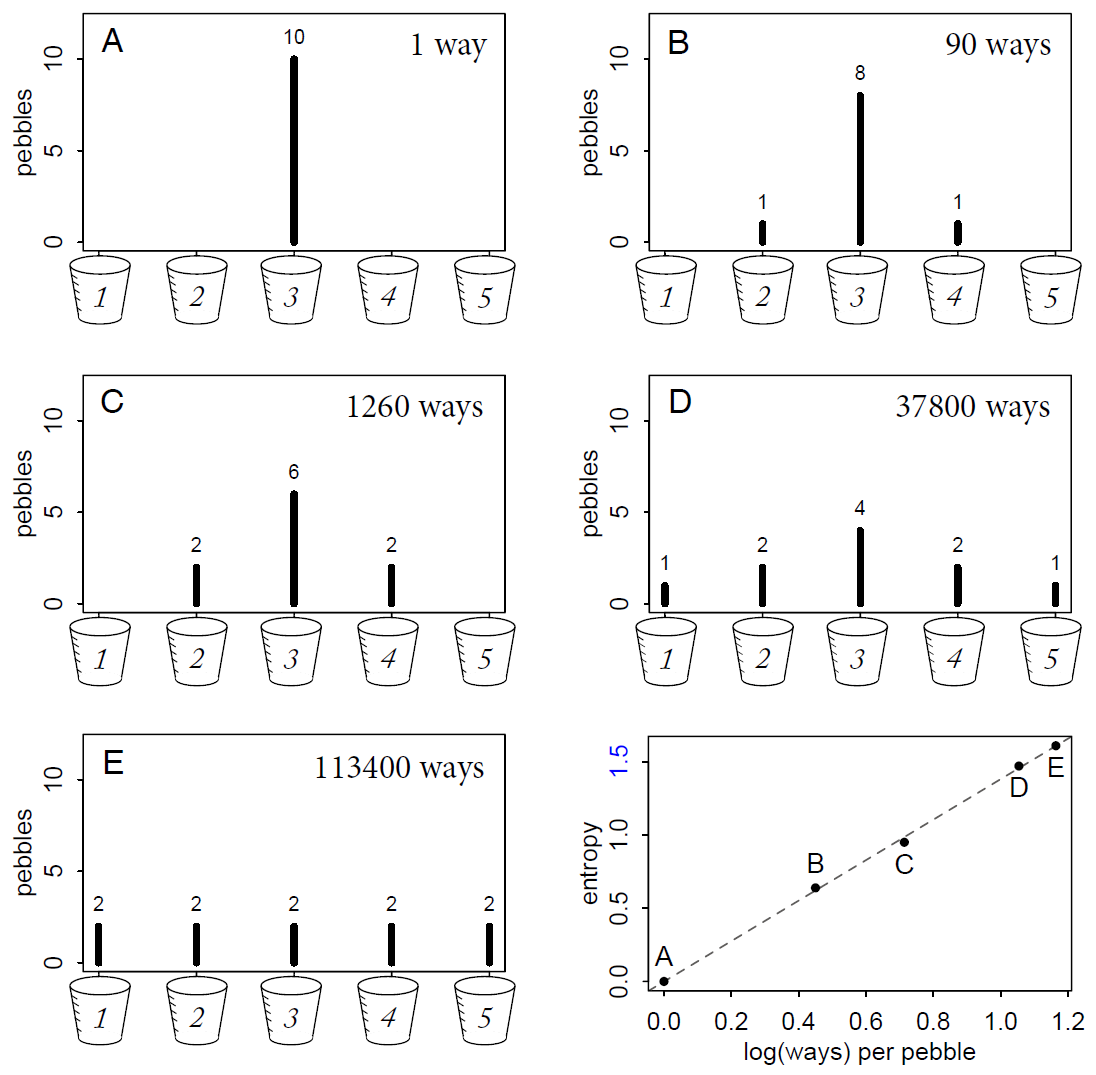 A
1 way
10
pebbles
0 5 10
1 2 3 4 5
B
90 ways
8
1 1
pebbles
0 5 10
1 2 3 4 5
C
1260 ways
6
2 2
pebbles
0 5 10
1 2 3 4 5
D
37800 ways
4
2 2
1 1
pebbles
0 5 10
1 2 3 4 5
E
113400 ways
2 2 2 2 2
pebbles
0 5 10
1 2 3 4 5
entropy
0.0 0.5 1.0 1.5
A
B
C
D
E
0.0 0.2 0.4 0.6 0.8 1.0 1.2
log(ways) per pebble